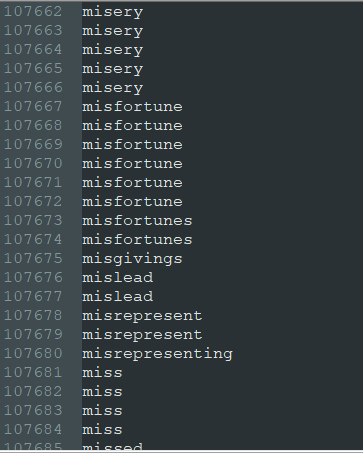 107662 misery
107663 misery
107664 misery
107665 misery
107666 misery
107667 misfortune
107668 misfortune
107669 misfortune
107670 misfortune
107671 misfortune
107672 misfortune
107673 misfortunes
107674 misfortunes
107675 misgivings
107676 mislead
107677 mislead
107678 misrepresent
107679 misrepresent
107680 misrepresenting
107681 miss
107682 miss
107683 miss
107684 miss
107685 missed